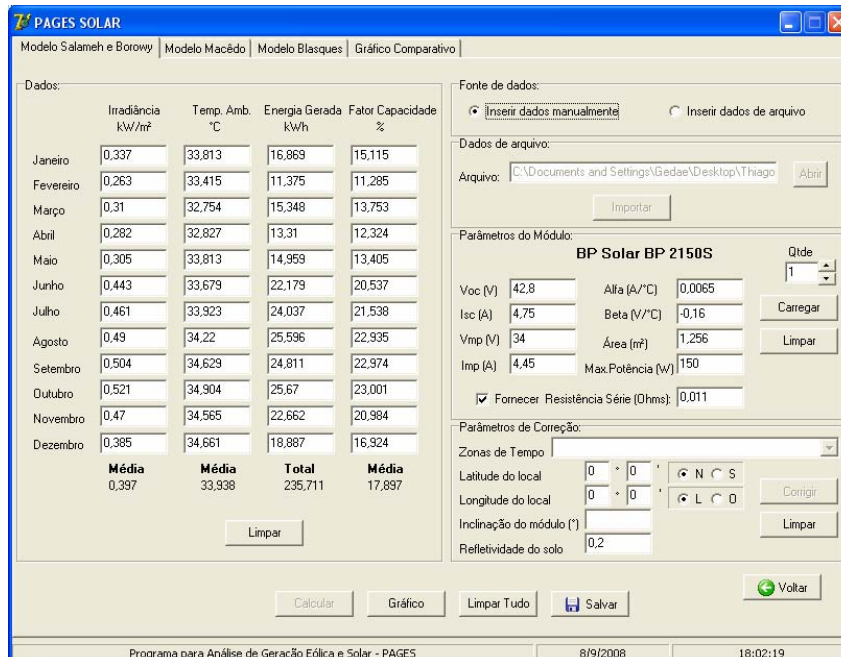 PAGES SOLAR
Modelo Salameh e Borowy Modelo Macêdo Modelo Blasques Gráfico Comparativo
Dados:
Irradiância Temp. Amb. Energia Gerada Fator Capacidade
kW/m² °C kWh %
Janeiro 0,337 33,813 16,869 15,115
Fevereiro 0,263 33,415 11,375 11,285
Março 0,31 32,754 15,348 13,753
Abril 0,282 32,827 13,31 12,324
Maio 0,305 33,813 14,959 13,405
Junho 0,443 33,679 22,179 20,537
Julho 0,461 33,923 24,037 21,538
Agosto 0,49 34,22 25,596 22,935
Setembro 0,504 34,629 24,811 22,974
Outubro 0,521 34,904 25,67 23,001
Novembro 0,47 34,565 22,662 20,984
Dezembro 0,385 34,661 18,887 16,924
Média Média Total Média
0,397 33,938 235,711 17,897
Limpar
Fonte de dados:
Inserir dados manualmente Inserir dados de arquivo
Dados de arquivo:
Arquivo: C:\Documents and Settings\Gedae\Desktop\Thiago Abrir
Importar
Parâmetros do Módulo:
BP Solar BP 2150S Qtde
1
Voc (V) 42,8 Alfa (A/°C) 0,0065
Isc (A) 4,75 Beta (V/°C) -0,16 Carregar
Vmp (V) 34 Área (m²) 1,256 Limpar
Imp (A) 4,45 Max.Potência (W) 150
Fornecer Resistência Série (Ohms): 0,011
Parâmetros de Correção:
Zonas de Tempo
Latitude do local 0 ° 0 ' N S
Longitude do local 0 ° 0 ' L O Corrigir
Inclinação do módulo (°) Limpar
Refletividade do solo 0,2
Voltar
Calcular Gráfico Limpar Tudo Salvar
Programa para Análise de Geração Eólica e Solar - PAGES 8/9/2008 18:02:19